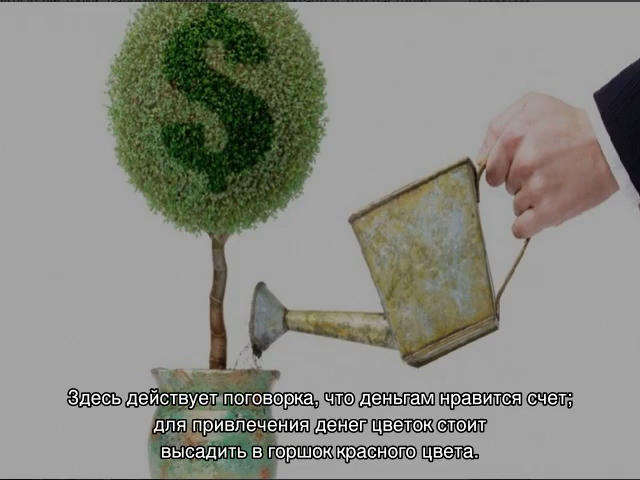 Здесь действует поговорка, что деньгам нравится счет;
для привлечения денег цветок стоит
высадить в горшок красного цвета.